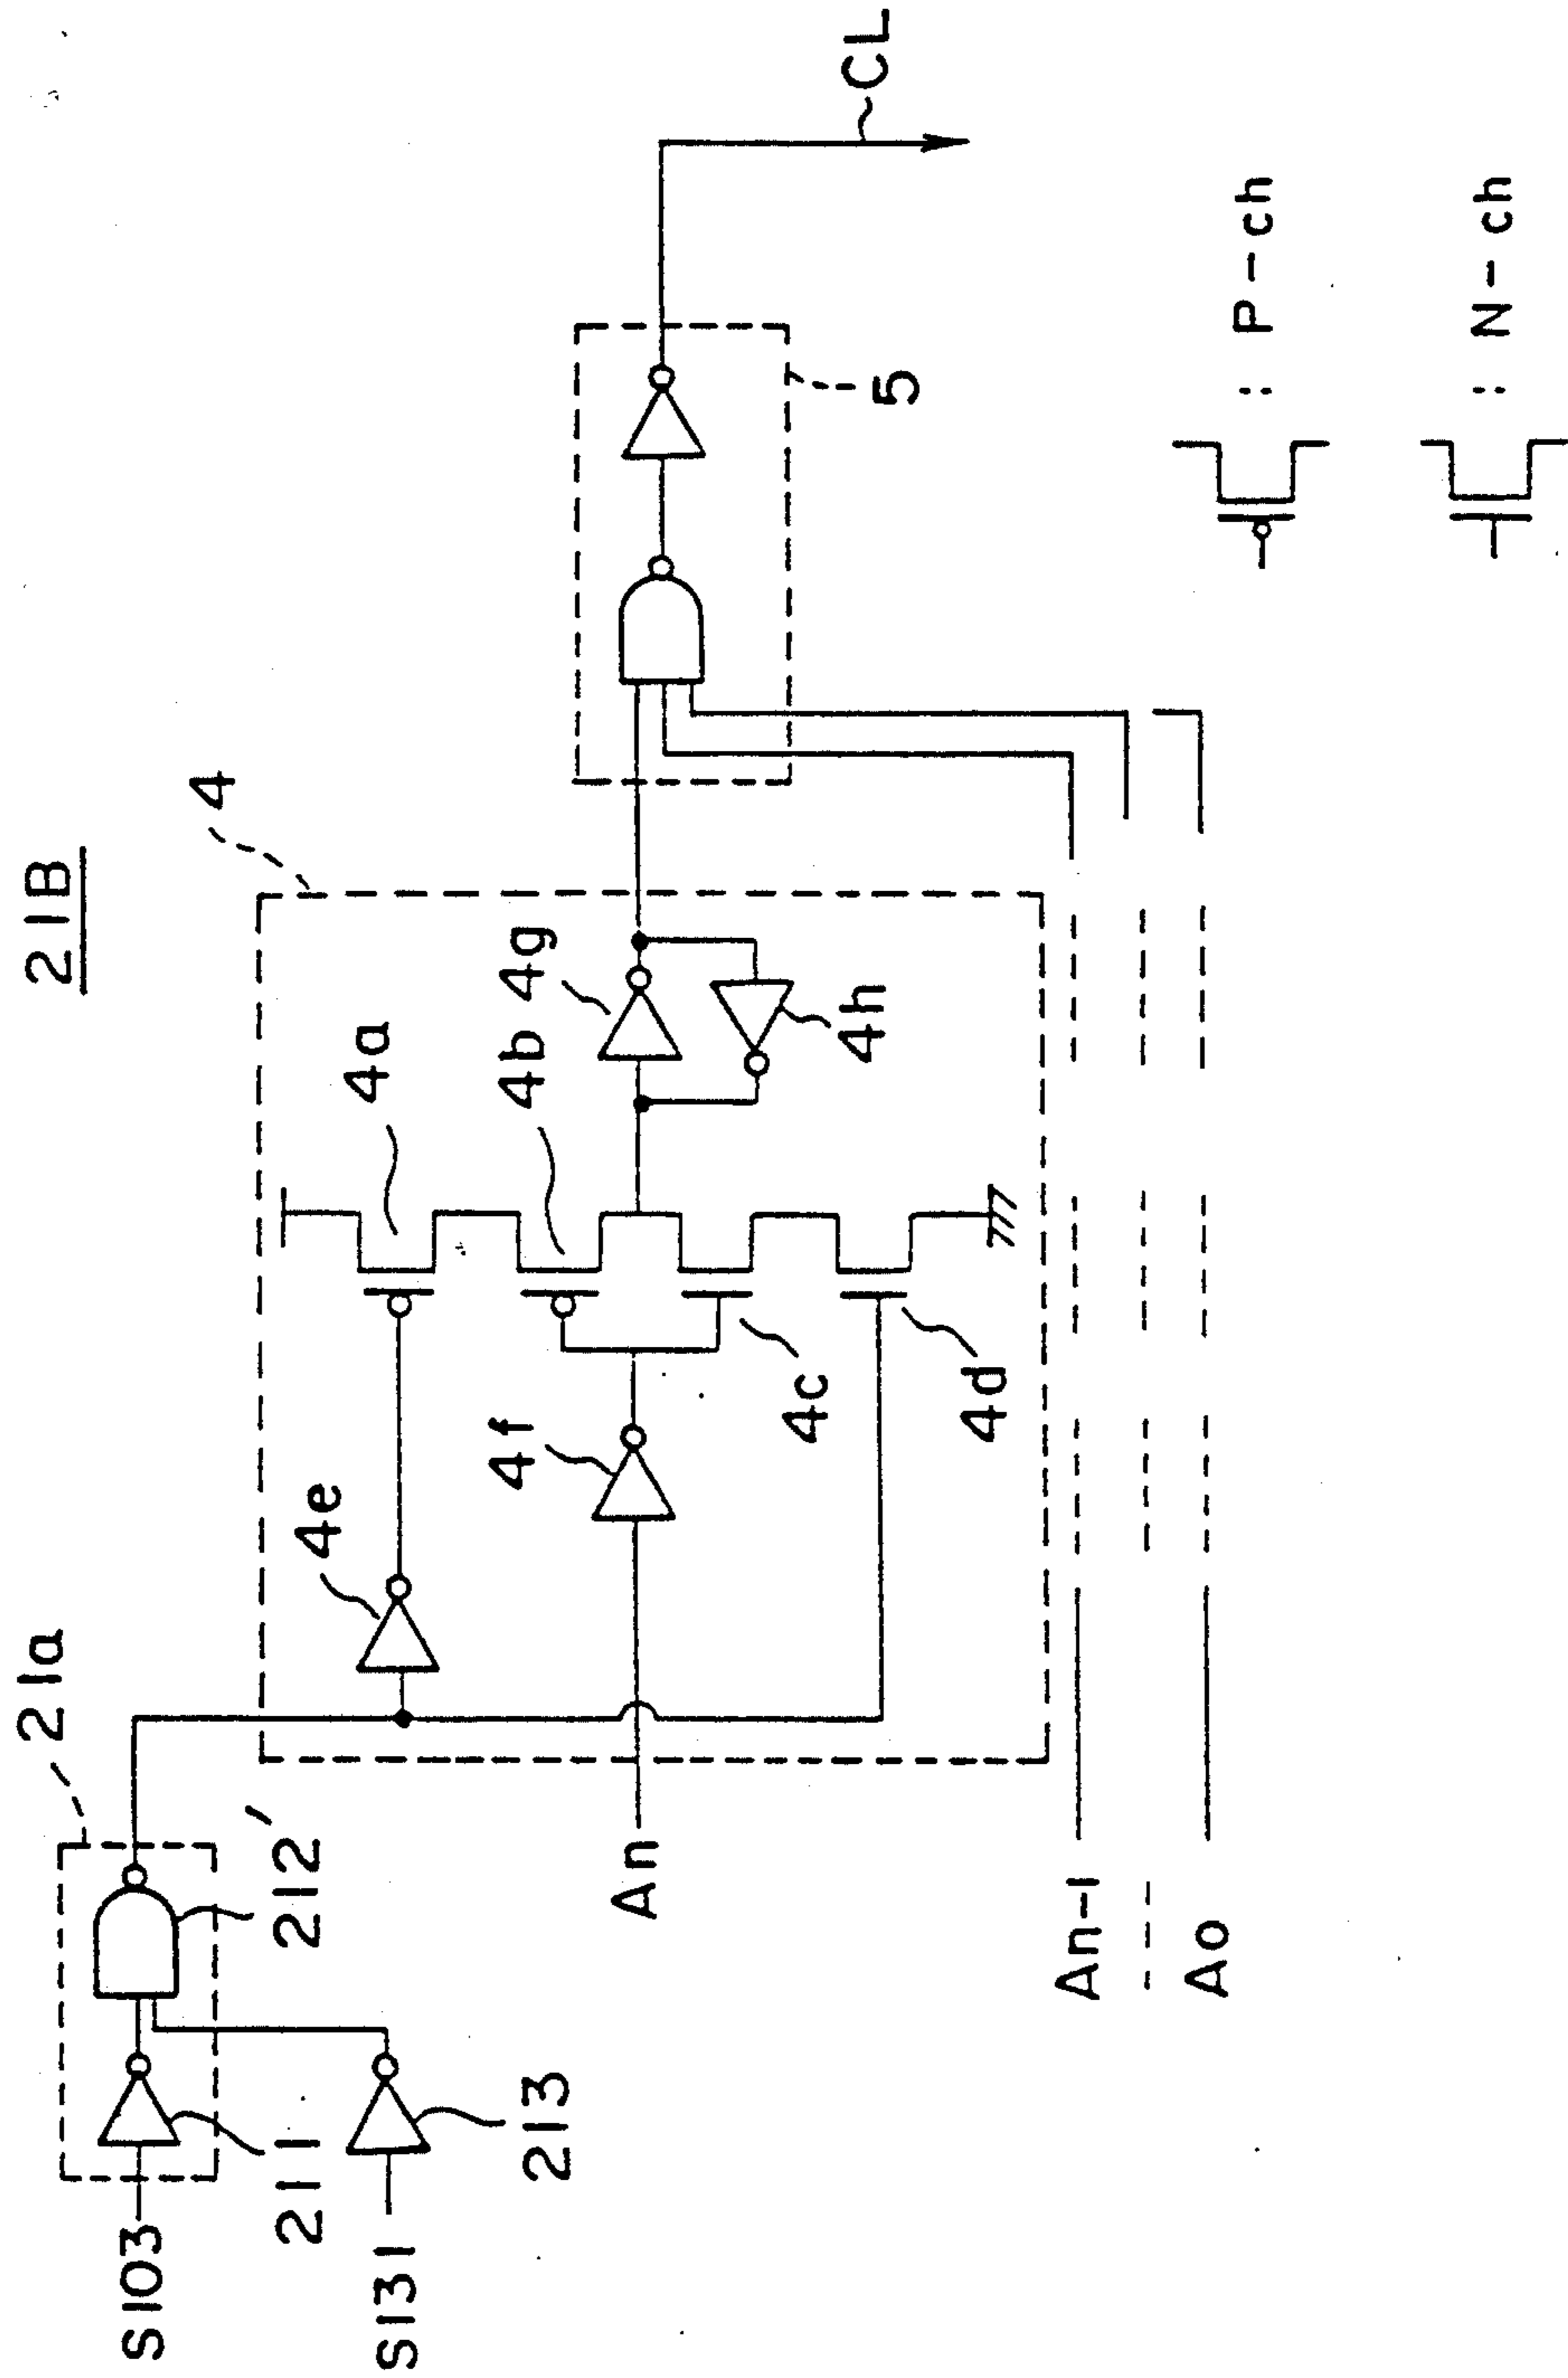 21B
21a
S103
211
212'
S131
213
4
4e
4a
4f
4b
4g
An
4h
4c
4d
5
CL
An-1
A0
: P-ch
: N-ch